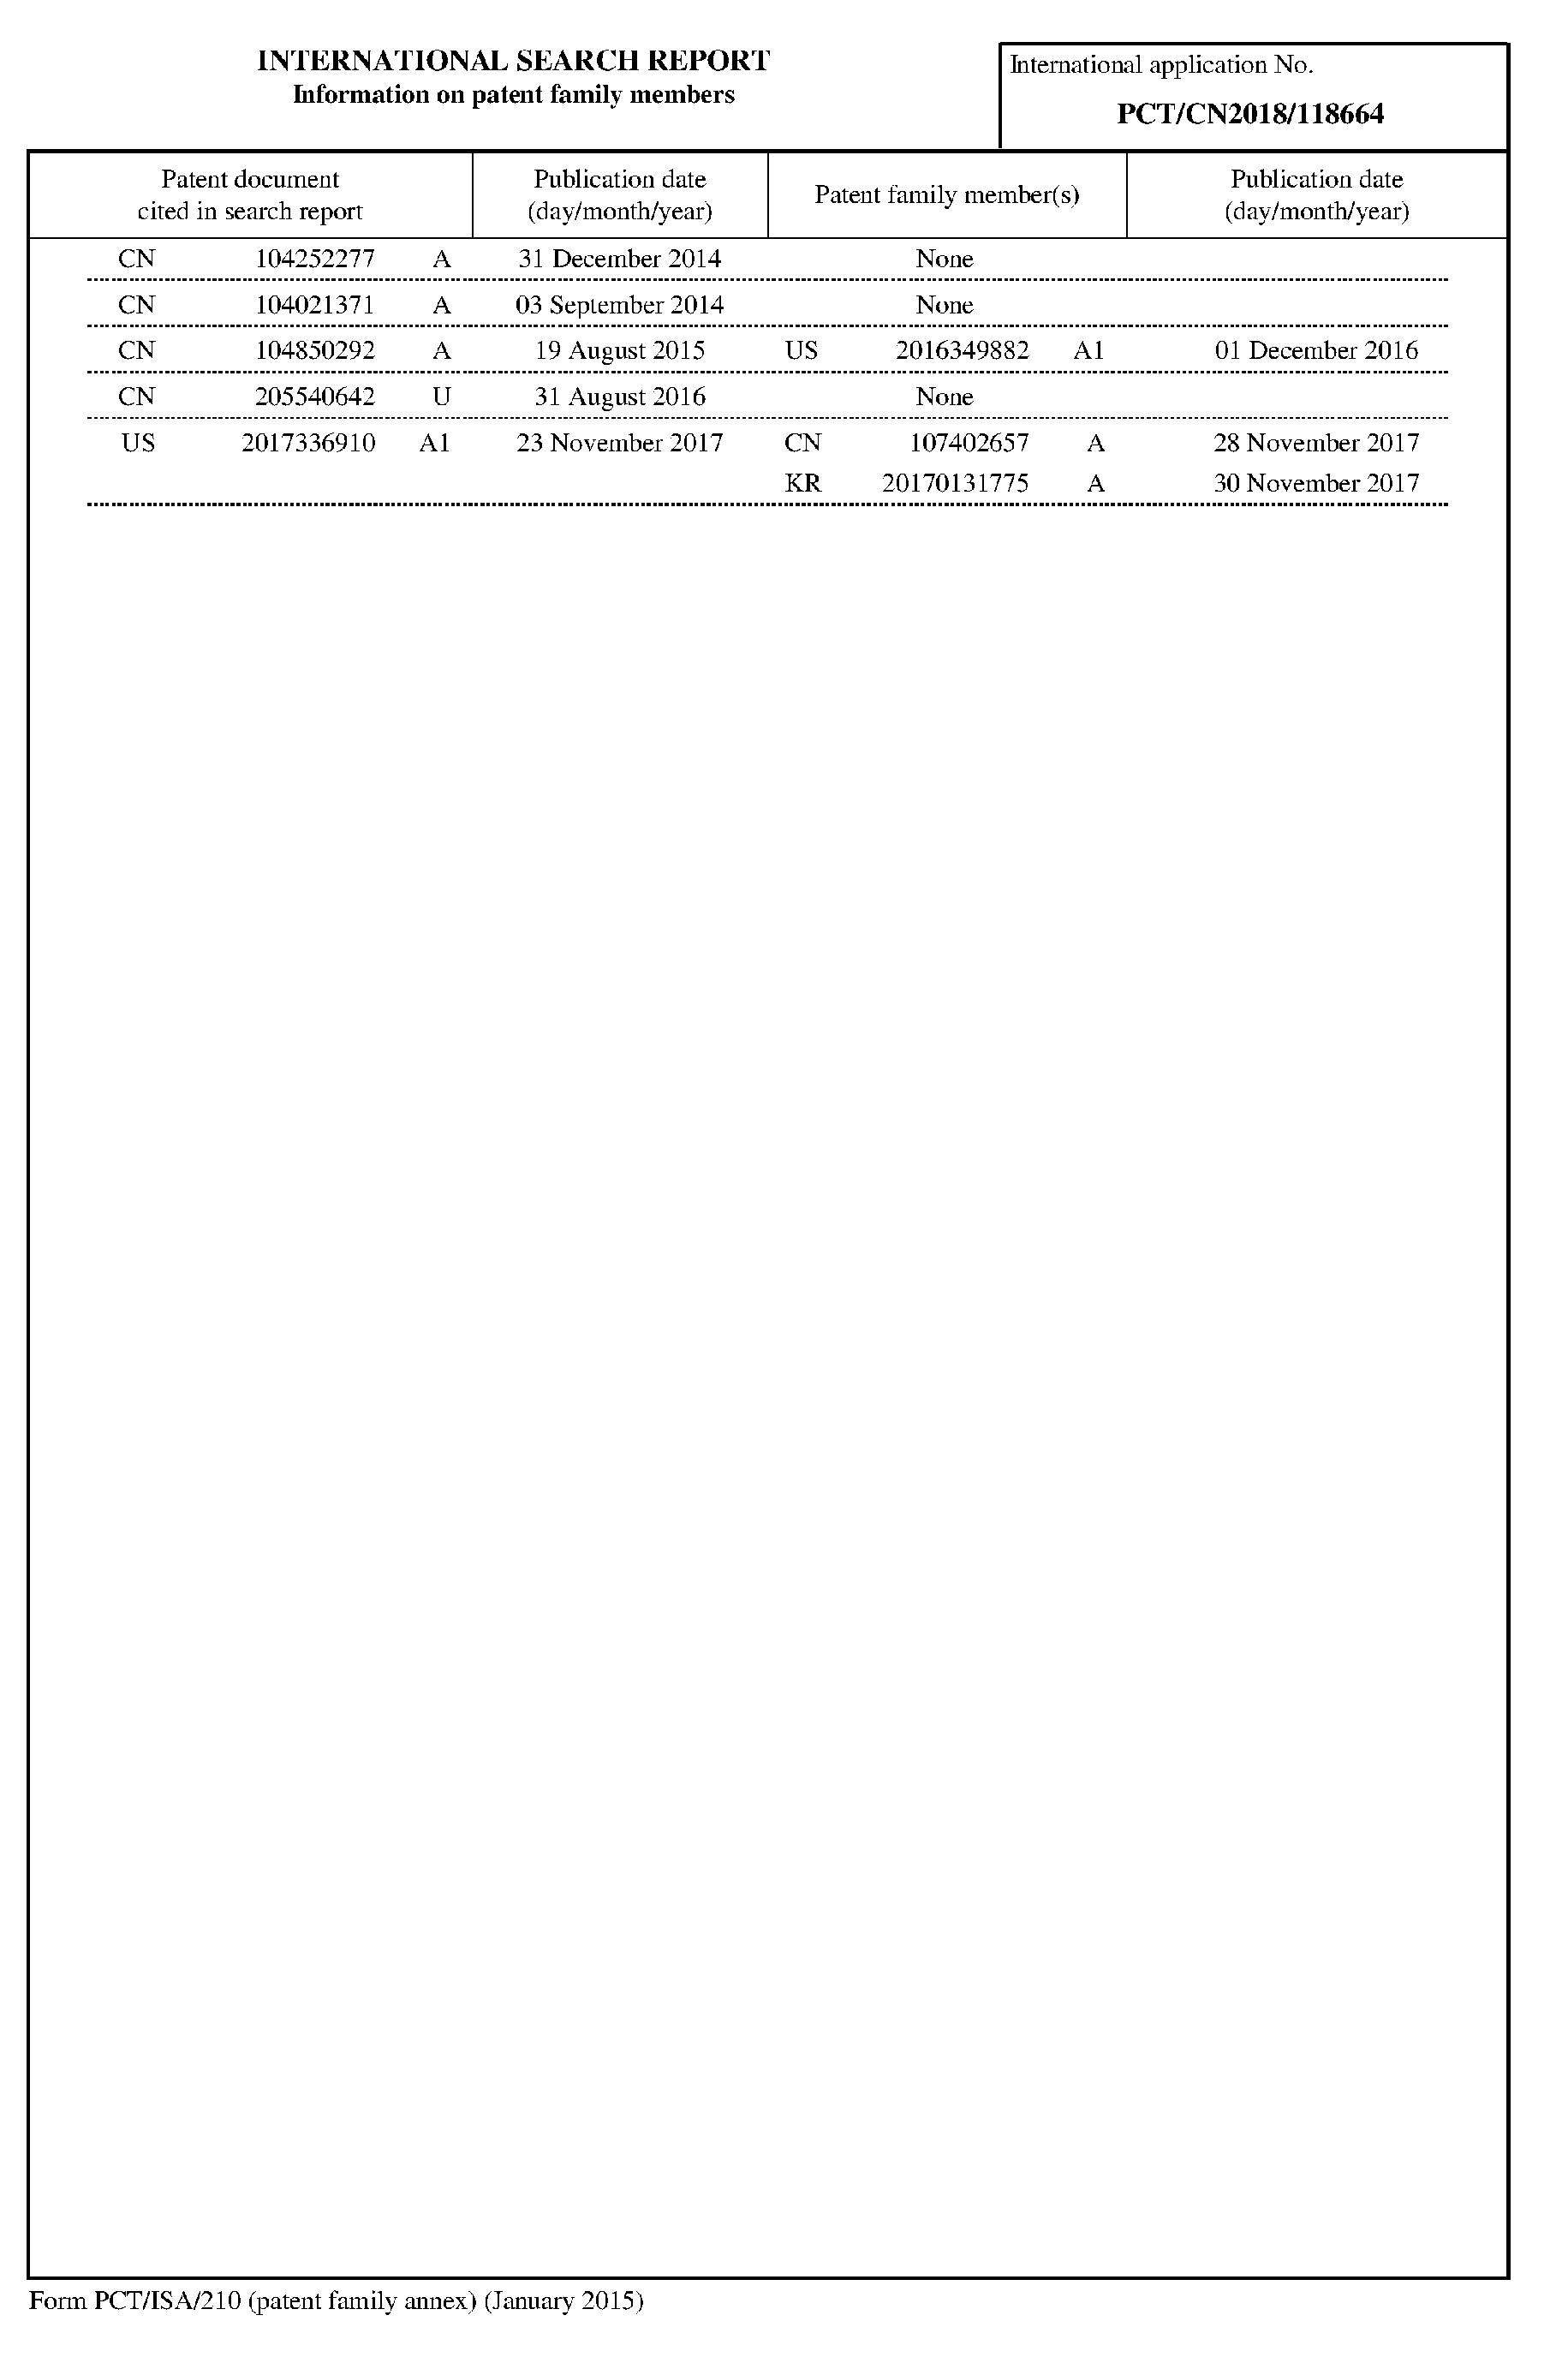 INTERNATIONAL SEARCH REPORT
Information on patent family members
International application No.
PCT/CN2018/118664
Patent document cited in search report
Publication date (day/month/year)
Patent family member(s)
Publication date (day/month/year)
CN 104252277 A 31 December 2014 None
CN 104021371 A 03 September 2014 None
CN 104850292 A 19 August 2015 US 2016349882 A1 01 December 2016
CN 205540642 U 31 August 2016 None
US 2017336910 A1 23 November 2017 CN 107402657 A 28 November 2017
KR 20170131775 A 30 November 2017
Form PCT/ISA/210 (patent family annex) (January 2015)